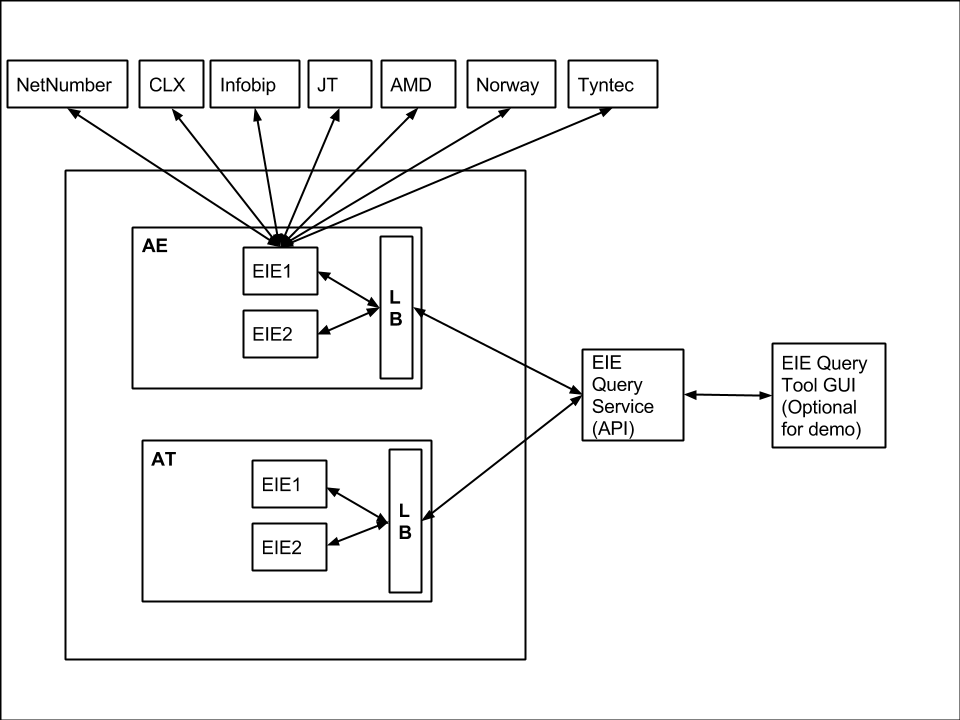 NetNumber
CLX
Infobip
JT
AMD
Norway
Tyntec
AE
EIE1
EIE2
L
B
EIE
Query
Service
(API)
EIE Query
Tool GUI
(Optional
for demo)
AT
EIE1
EIE2
L
B